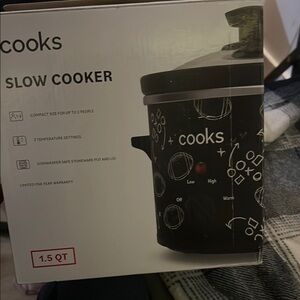 cooks
SLOW COOKER
COMPACT SIZE FOR UP TO 2 PEOPLE
3 TEMPERATURE SETTINGS
DISHWASHER SAFE STONEWARE POT AND LID
LIMITED ONE YEAR WARRANTY
1.5 QT
cooks
Low High
Off Warm